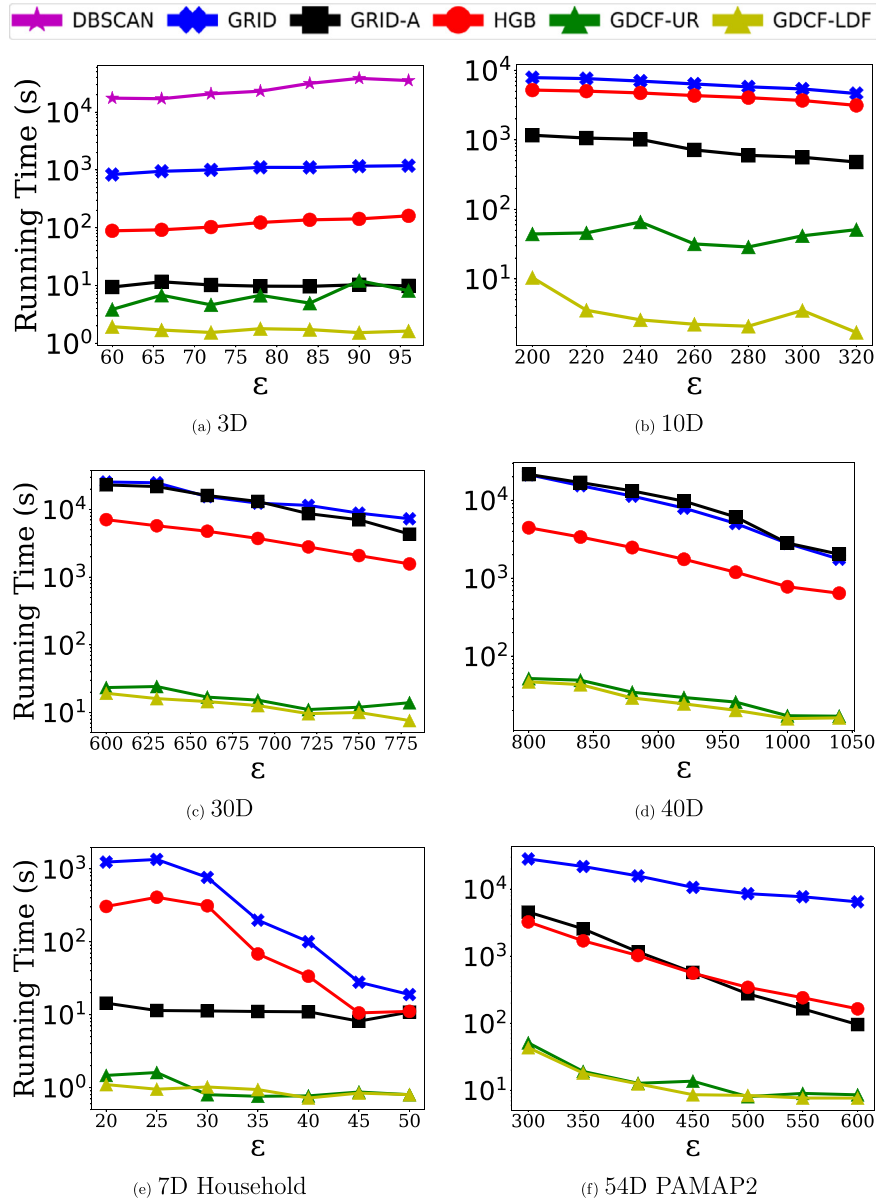 DBSCAN GRID GRID-A HGB GDCF-UR GDCF-LDF
Running Time (s)
10^4
10^3
10^2
10^1
10^0
60 65 70 75 80 85 90 95
ε
(a) 3D
10^4
10^3
10^2
10^1
200 220 240 260 280 300 320
ε
(b) 10D
Running Time (s)
10^4
10^3
10^2
10^1
600 625 650 675 700 725 750 775
ε
(c) 30D
10^4
10^3
10^2
800 850 900 950 1000 1050
ε
(d) 40D
Running Time (s)
10^3
10^2
10^1
10^0
20 25 30 35 40 45 50
ε
(e) 7D Household
10^4
10^3
10^2
10^1
300 350 400 450 500 550 600
ε
(f) 54D PAMAP2